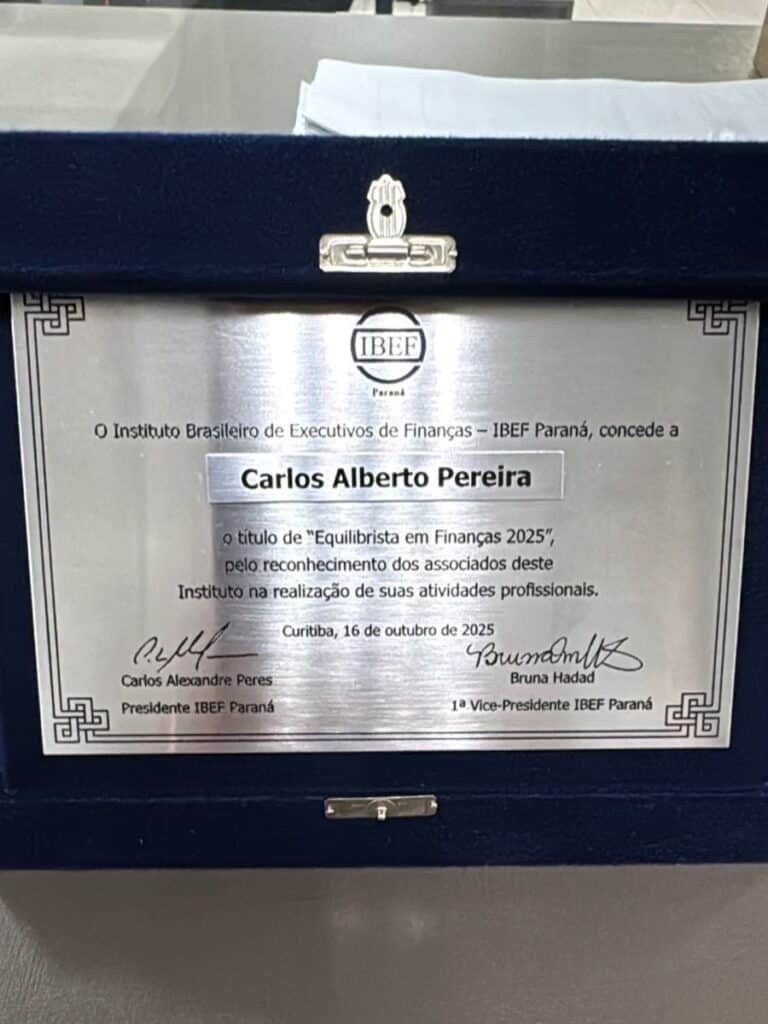 IBEF
Paraná
O Instituto Brasileiro de Executivos de Finanças – IBEF Paraná, concede a
Carlos Alberto Pereira
o título de "Equilibrista em Finanças 2025",
pelo reconhecimento dos associados deste
Instituto na realização de suas atividades profissionais.
Curitiba, 16 de outubro de 2025
Carlos Alexandre Peres
Presidente IBEF Paraná
Bruna Hadad
1ª Vice-Presidente IBEF Paraná